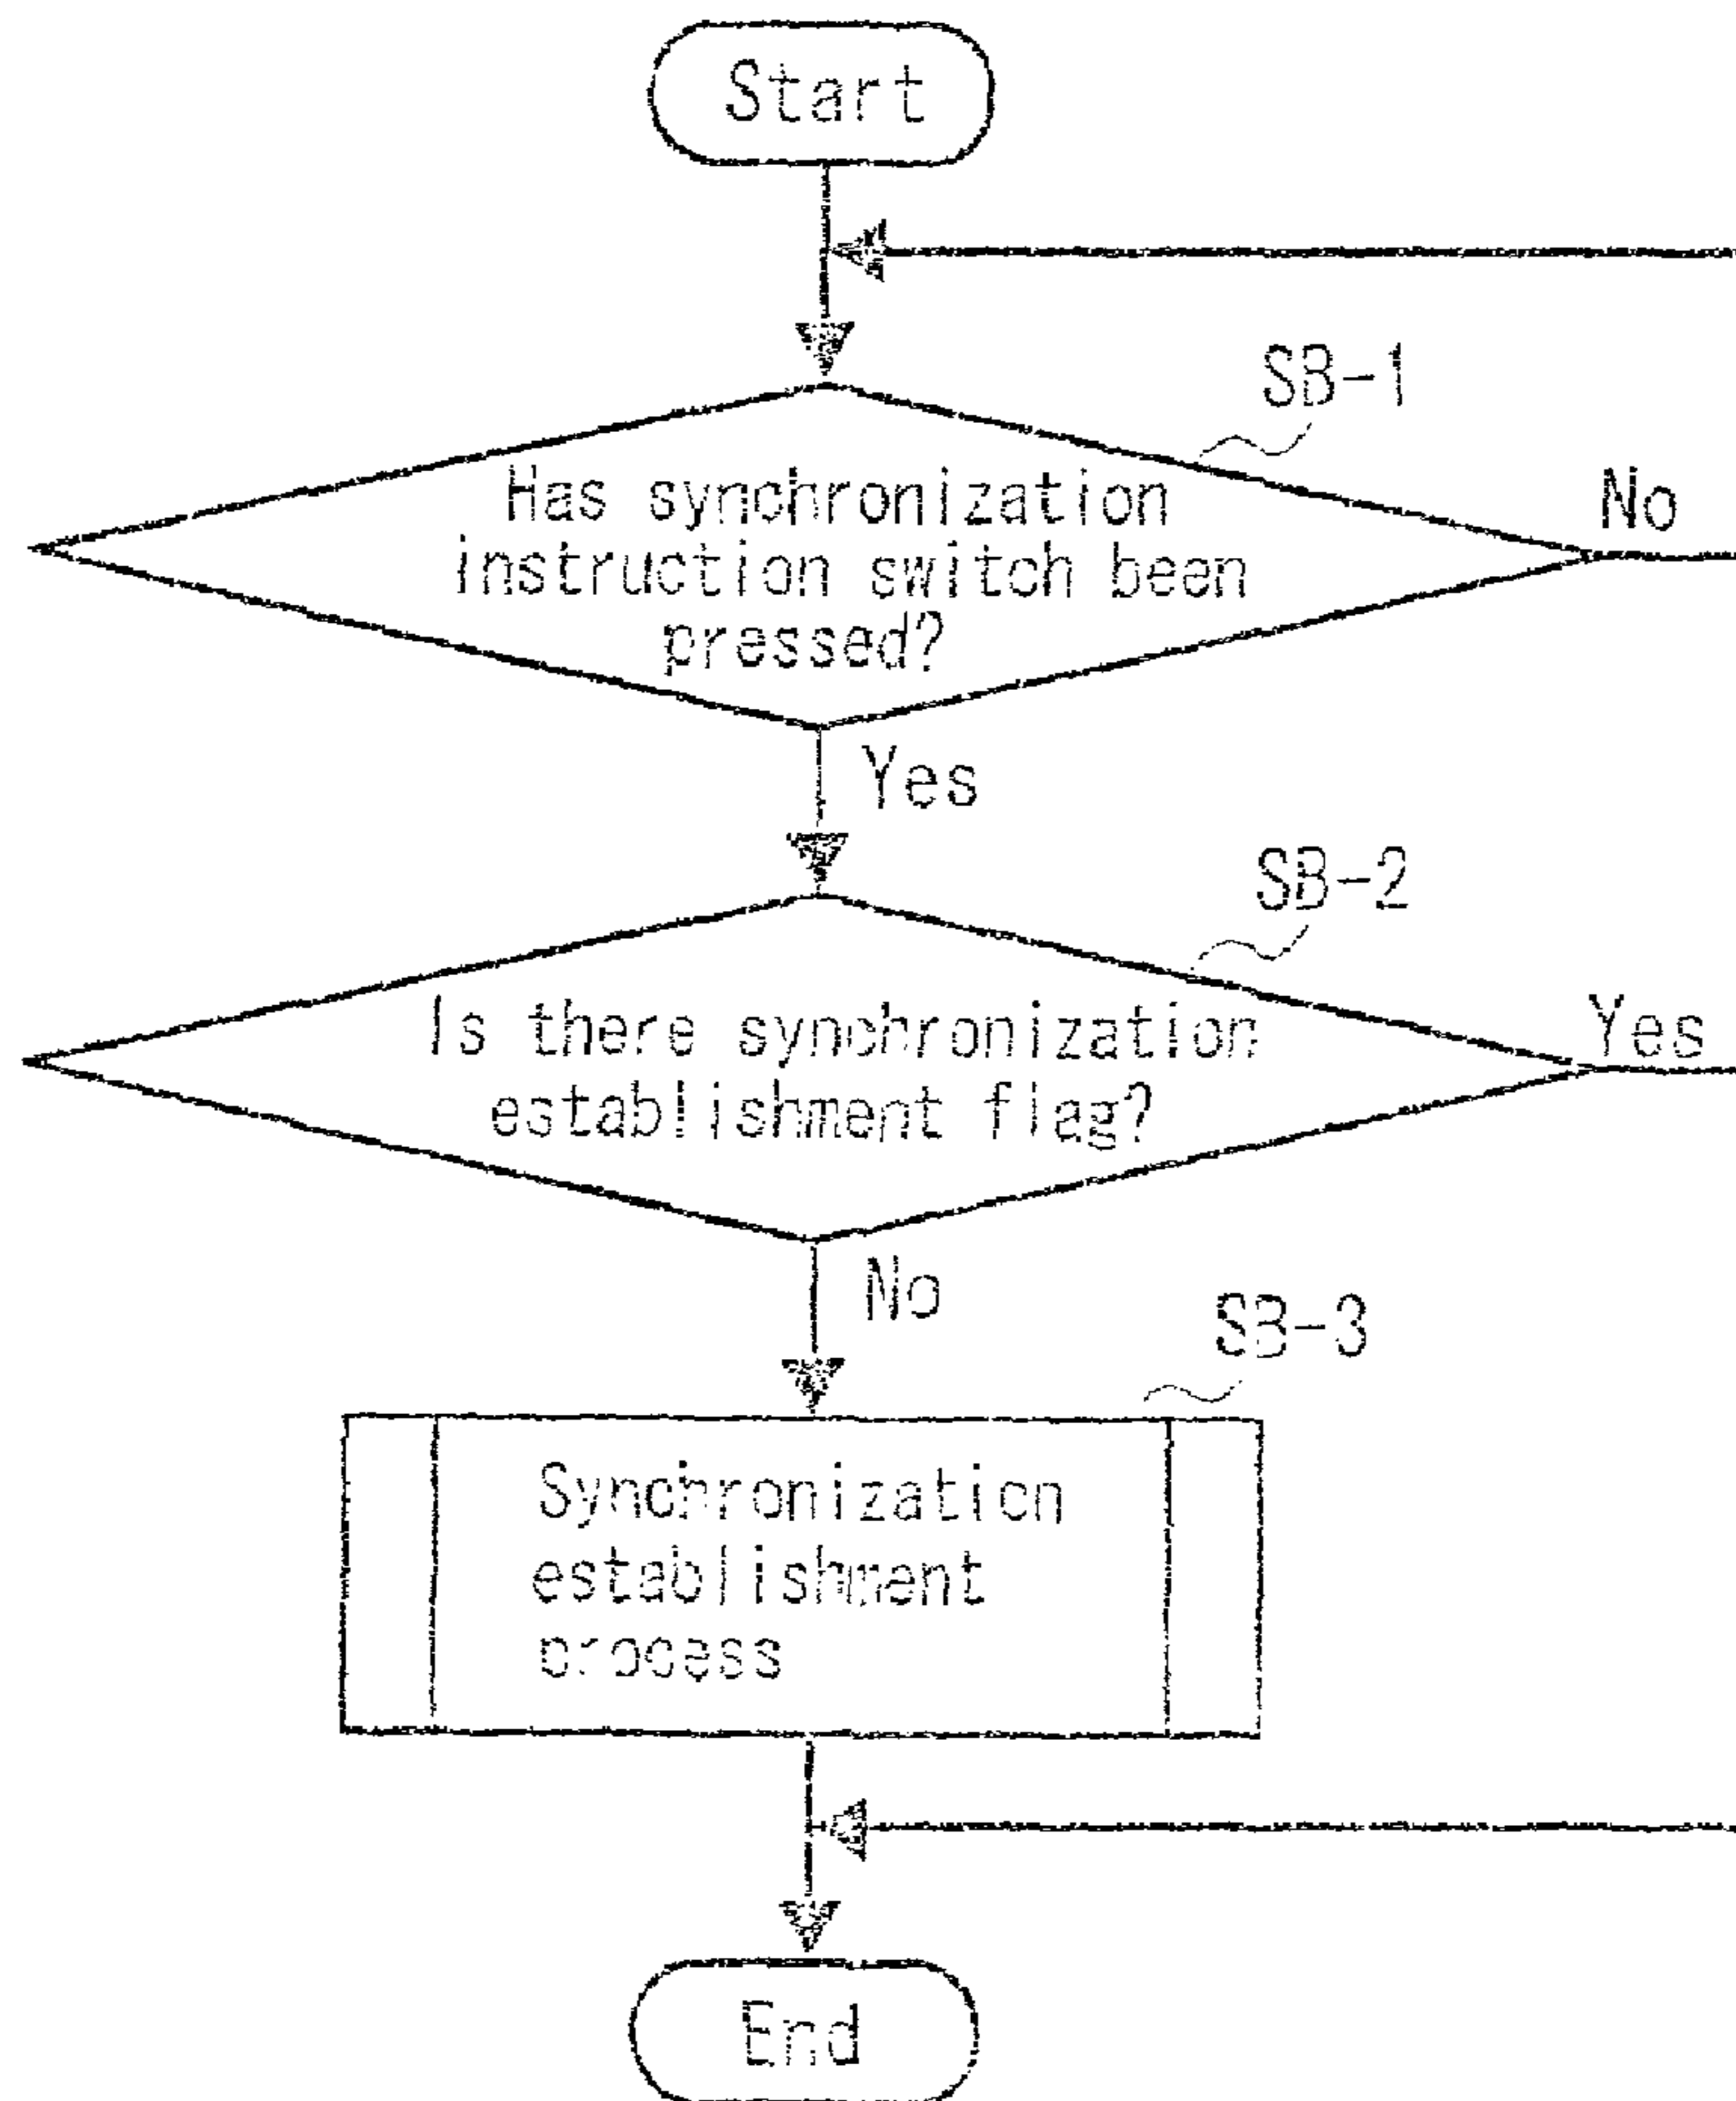 Start
SB-1
Has synchronization
instruction switch been
pressed?
No
Yes
SB-2
Is there synchronization
establishment flag?
Yes
No
SB-3
Synchronization
establishment
process
End